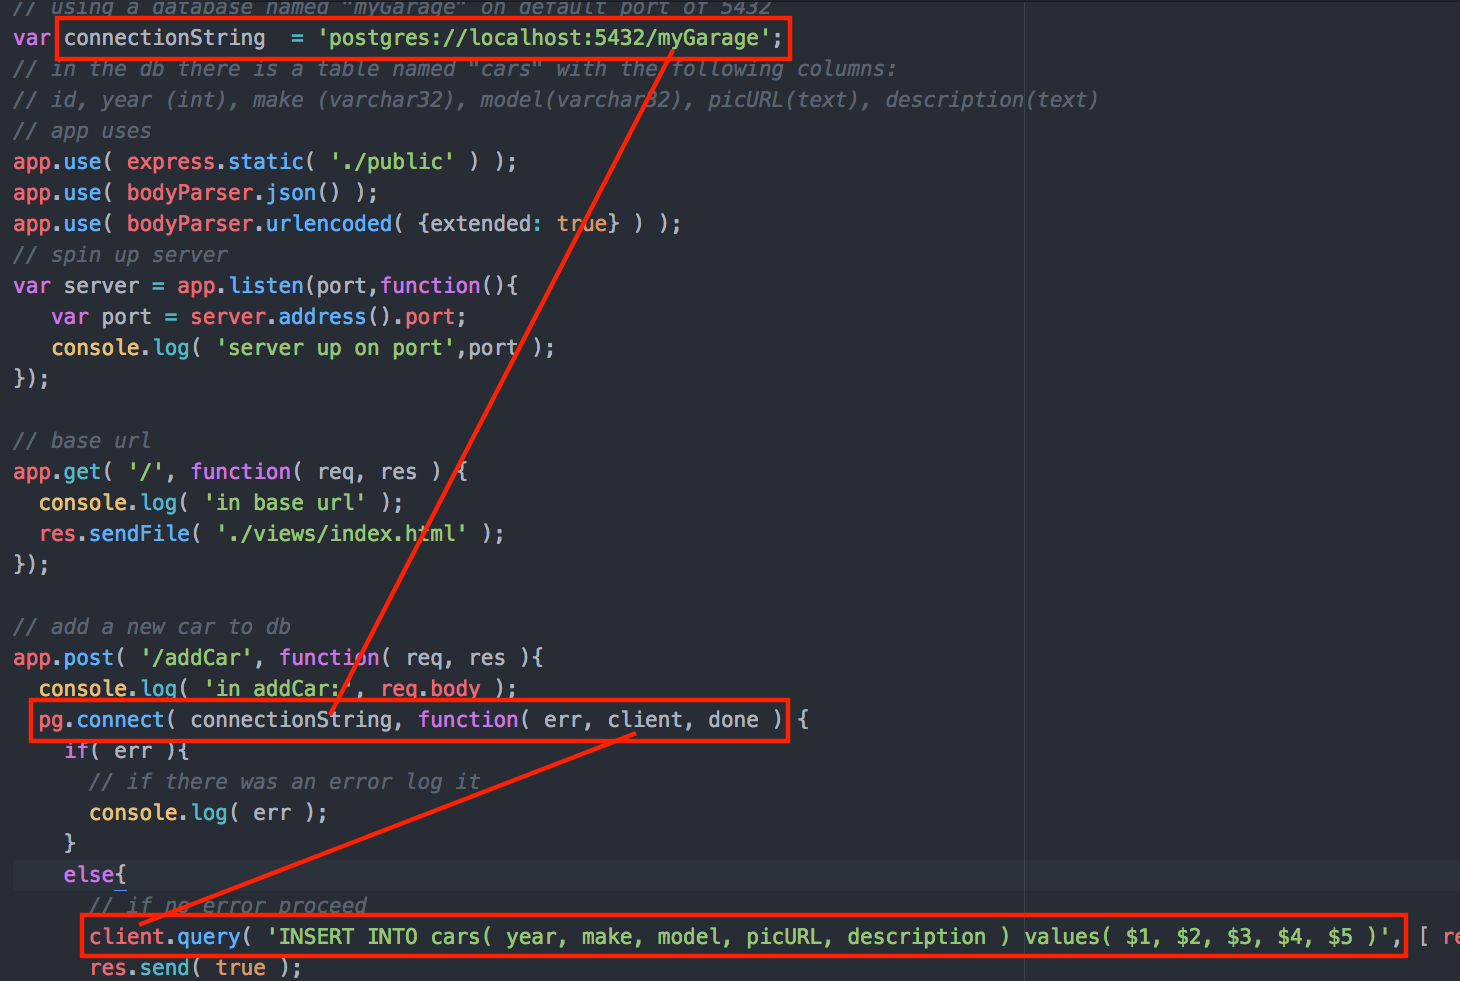 // using a database named "myGarage" on default port of 5432
var connectionString  = 'postgres://localhost:5432/myGarage';
// in the db there is a table named "cars" with the following columns:
// id, year (int), make (varchar32), model(varchar32), picURL(text), description(text)
// app uses
app.use( express.static( './public' ) );
app.use( bodyParser.json() );
app.use( bodyParser.urlencoded( {extended: true} ) );
// spin up server
var server = app.listen(port,function(){
   var port = server.address().port;
   console.log( 'server up on port',port );
});

// base url
app.get( '/', function( req, res ) {
  console.log( 'in base url' );
  res.sendFile( './views/index.html' );
});

// add a new car to db
app.post( '/addCar', function( req, res ){
  console.log( 'in addCar:', req.body );
  pg.connect( connectionString, function( err, client, done ) {
    if( err ){
      // if there was an error log it
      console.log( err );
    }
    else{
      // if no error proceed
      client.query( 'INSERT INTO cars( year, make, model, picURL, description ) values( $1, $2, $3, $4, $5 )', [ re
      res.send( true );